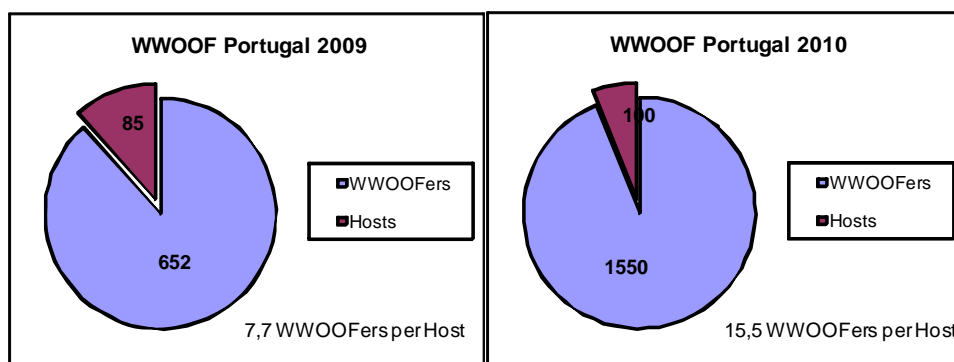 WWOOF Portugal 2009
85
652
WWOOFers
Hosts
7,7 WWOOFers per Host
WWOOF Portugal 2010
100
1550
WWOOFers
Hosts
15,5 WWOOFers per Host